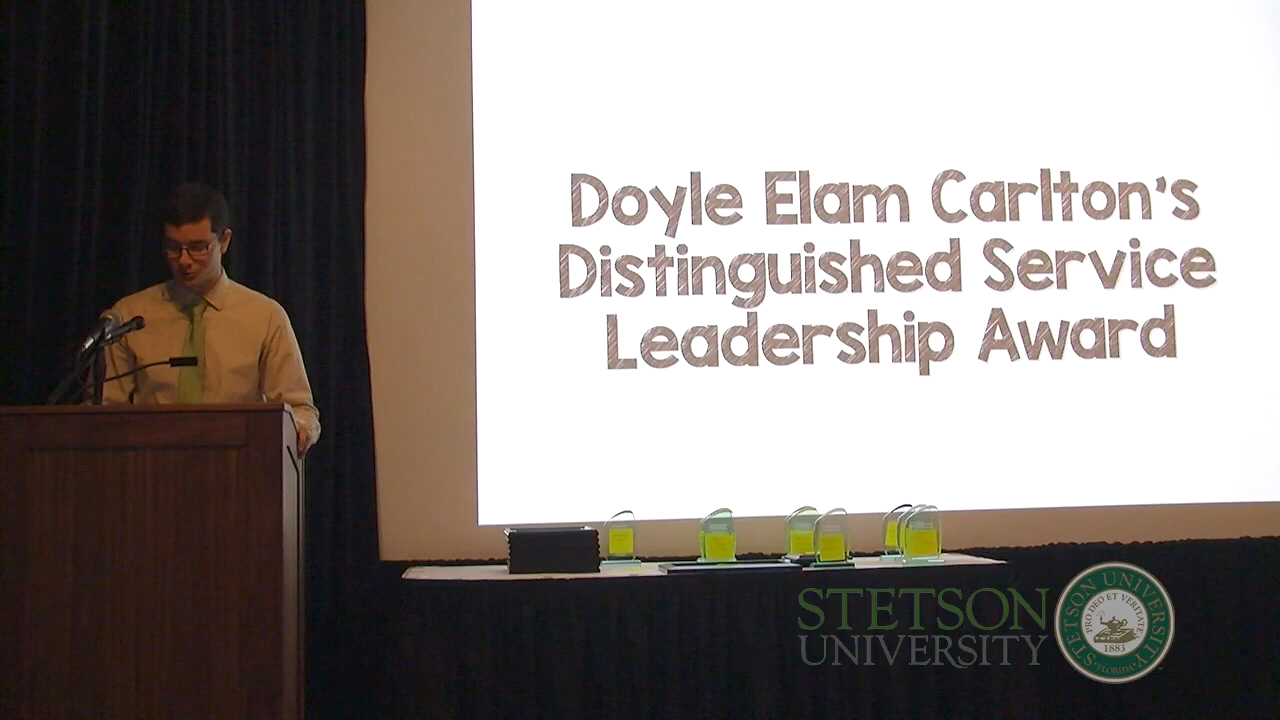 Doyle Elam Carlton's
Distinguished Service
Leadership Award
STETSON
UNIVERSITY
STETSON UNIVERSITY
PRO DEO ET VERITATE
1883
FLORIDA